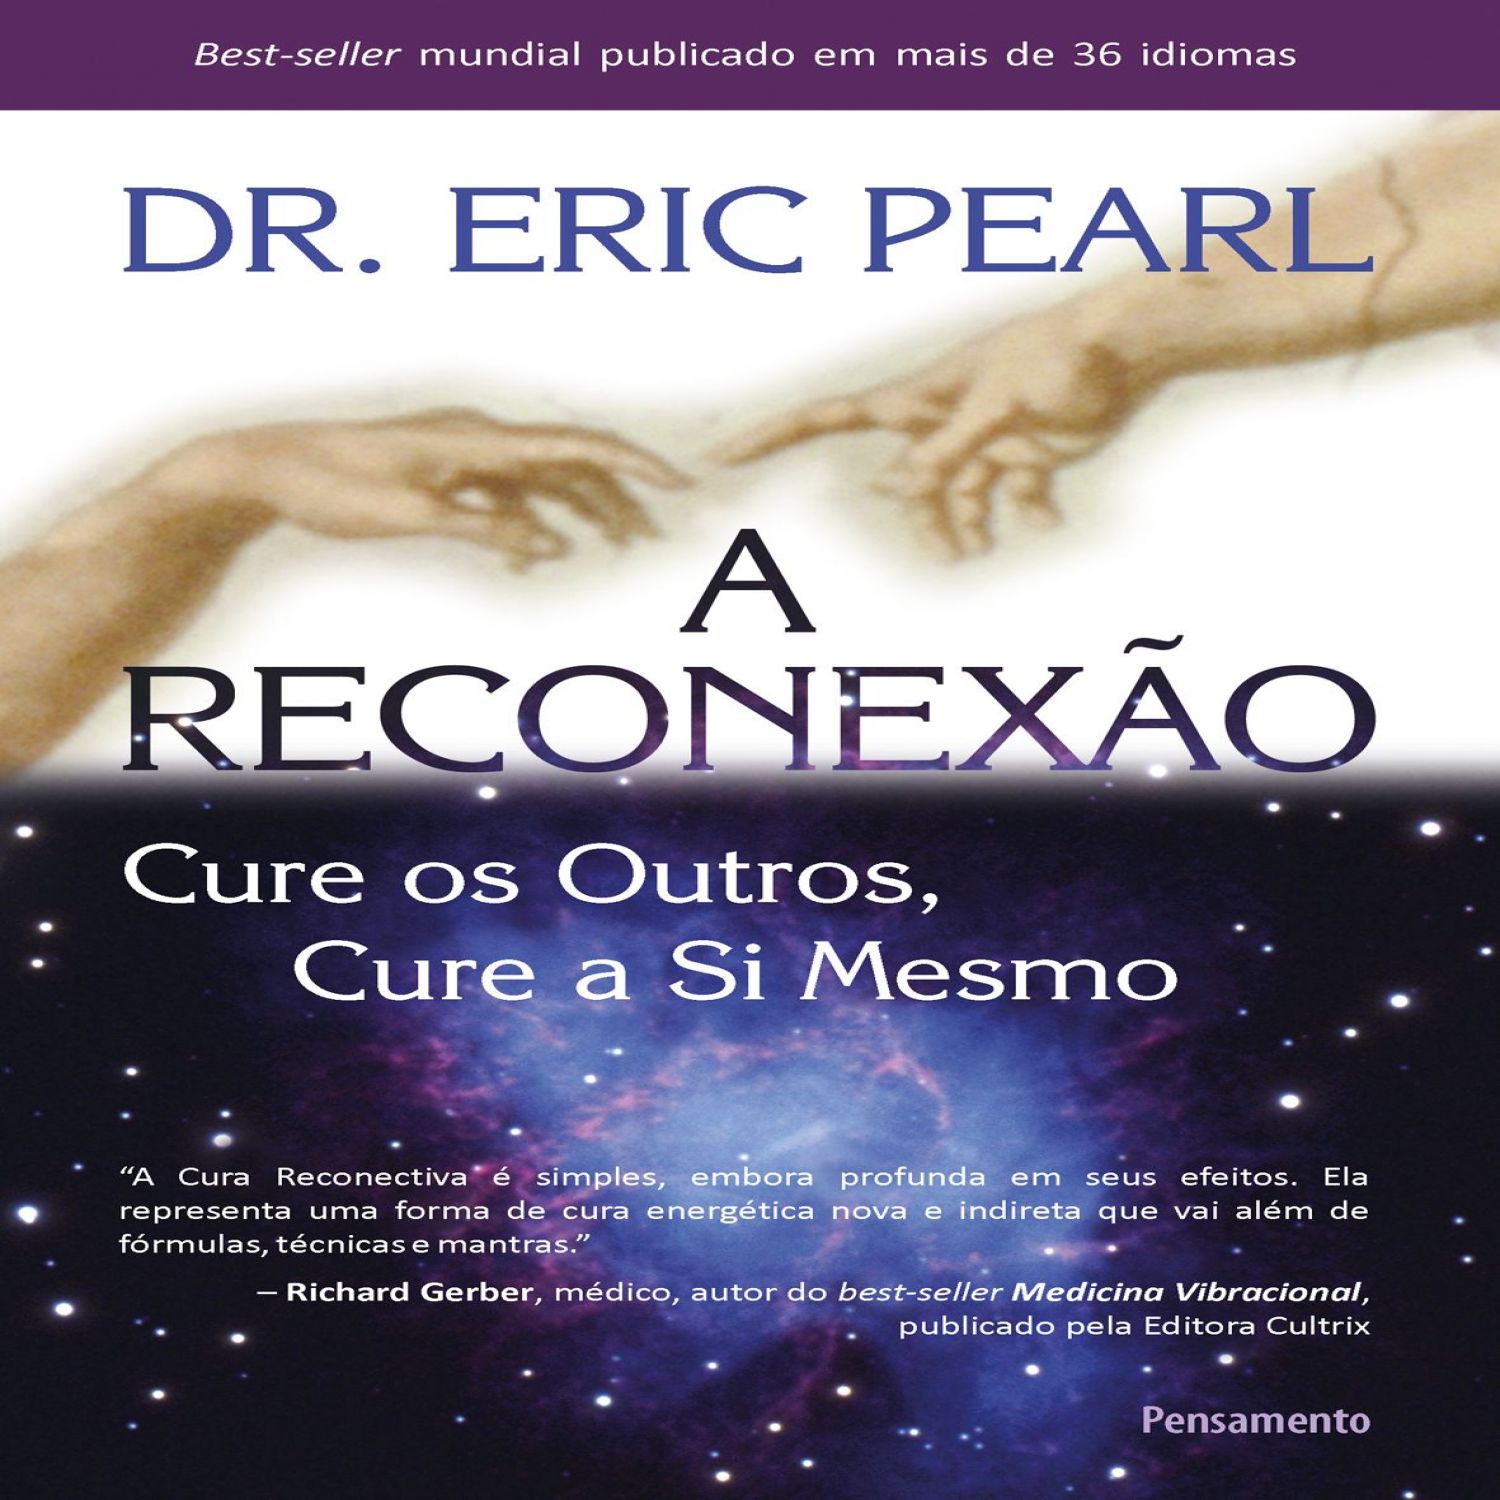 Best-seller mundial publicado em mais de 36 idiomas
DR. ERIC PEARL
A
RECONEXÃO
Cure os Outros,
Cure a Si Mesmo
“A Cura Reconectiva é simples, embora profunda em seus efeitos. Ela
representa uma forma de cura energética nova e indireta que vai além de
fórmulas, técnicas e mantras.”
– Richard Gerber, médico, autor do best-seller Medicina Vibracional,
publicado pela Editora Cultrix
Pensamento